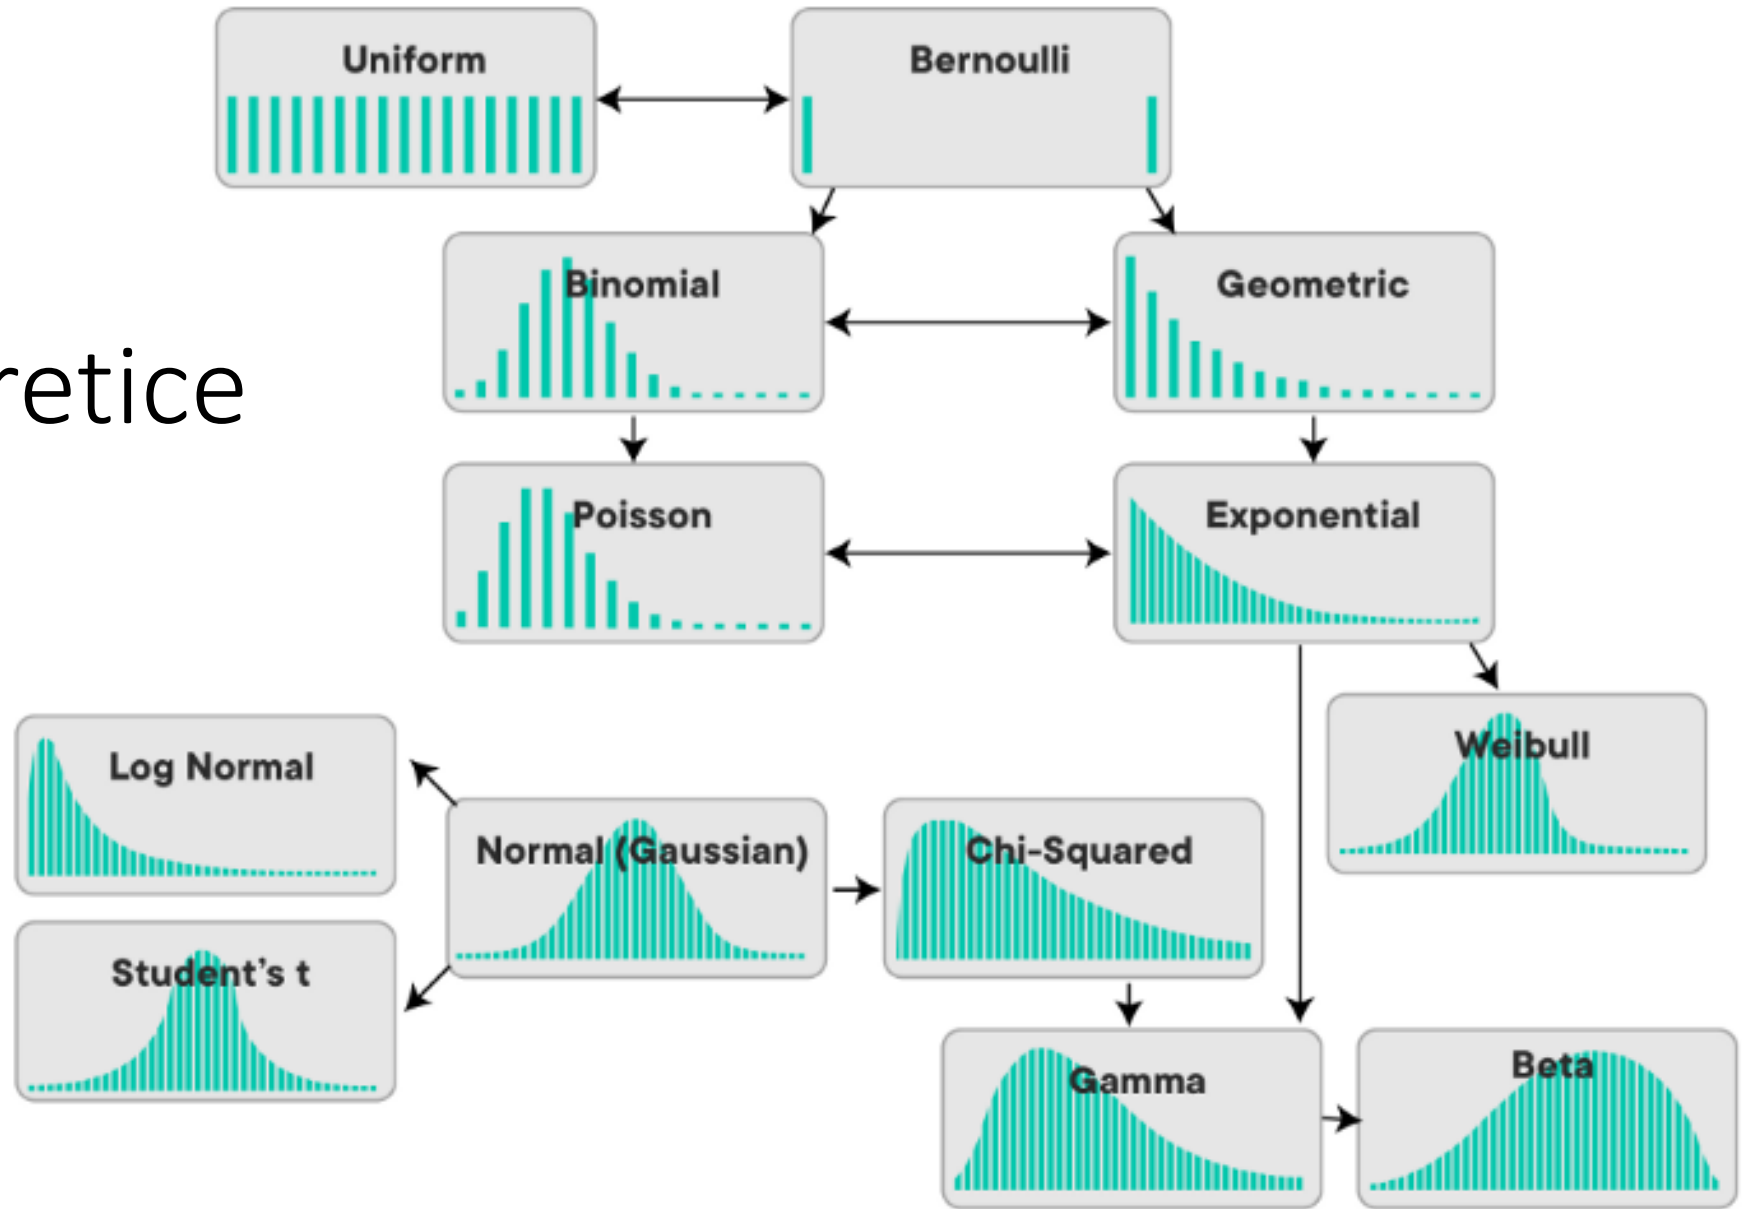 Uniform
Bernoulli
Binomial
Geometric
retice
Poisson
Exponential
Log Normal
Weibull
Normal (Gaussian)
Chi-Squared
Student’s t
Gamma
Beta